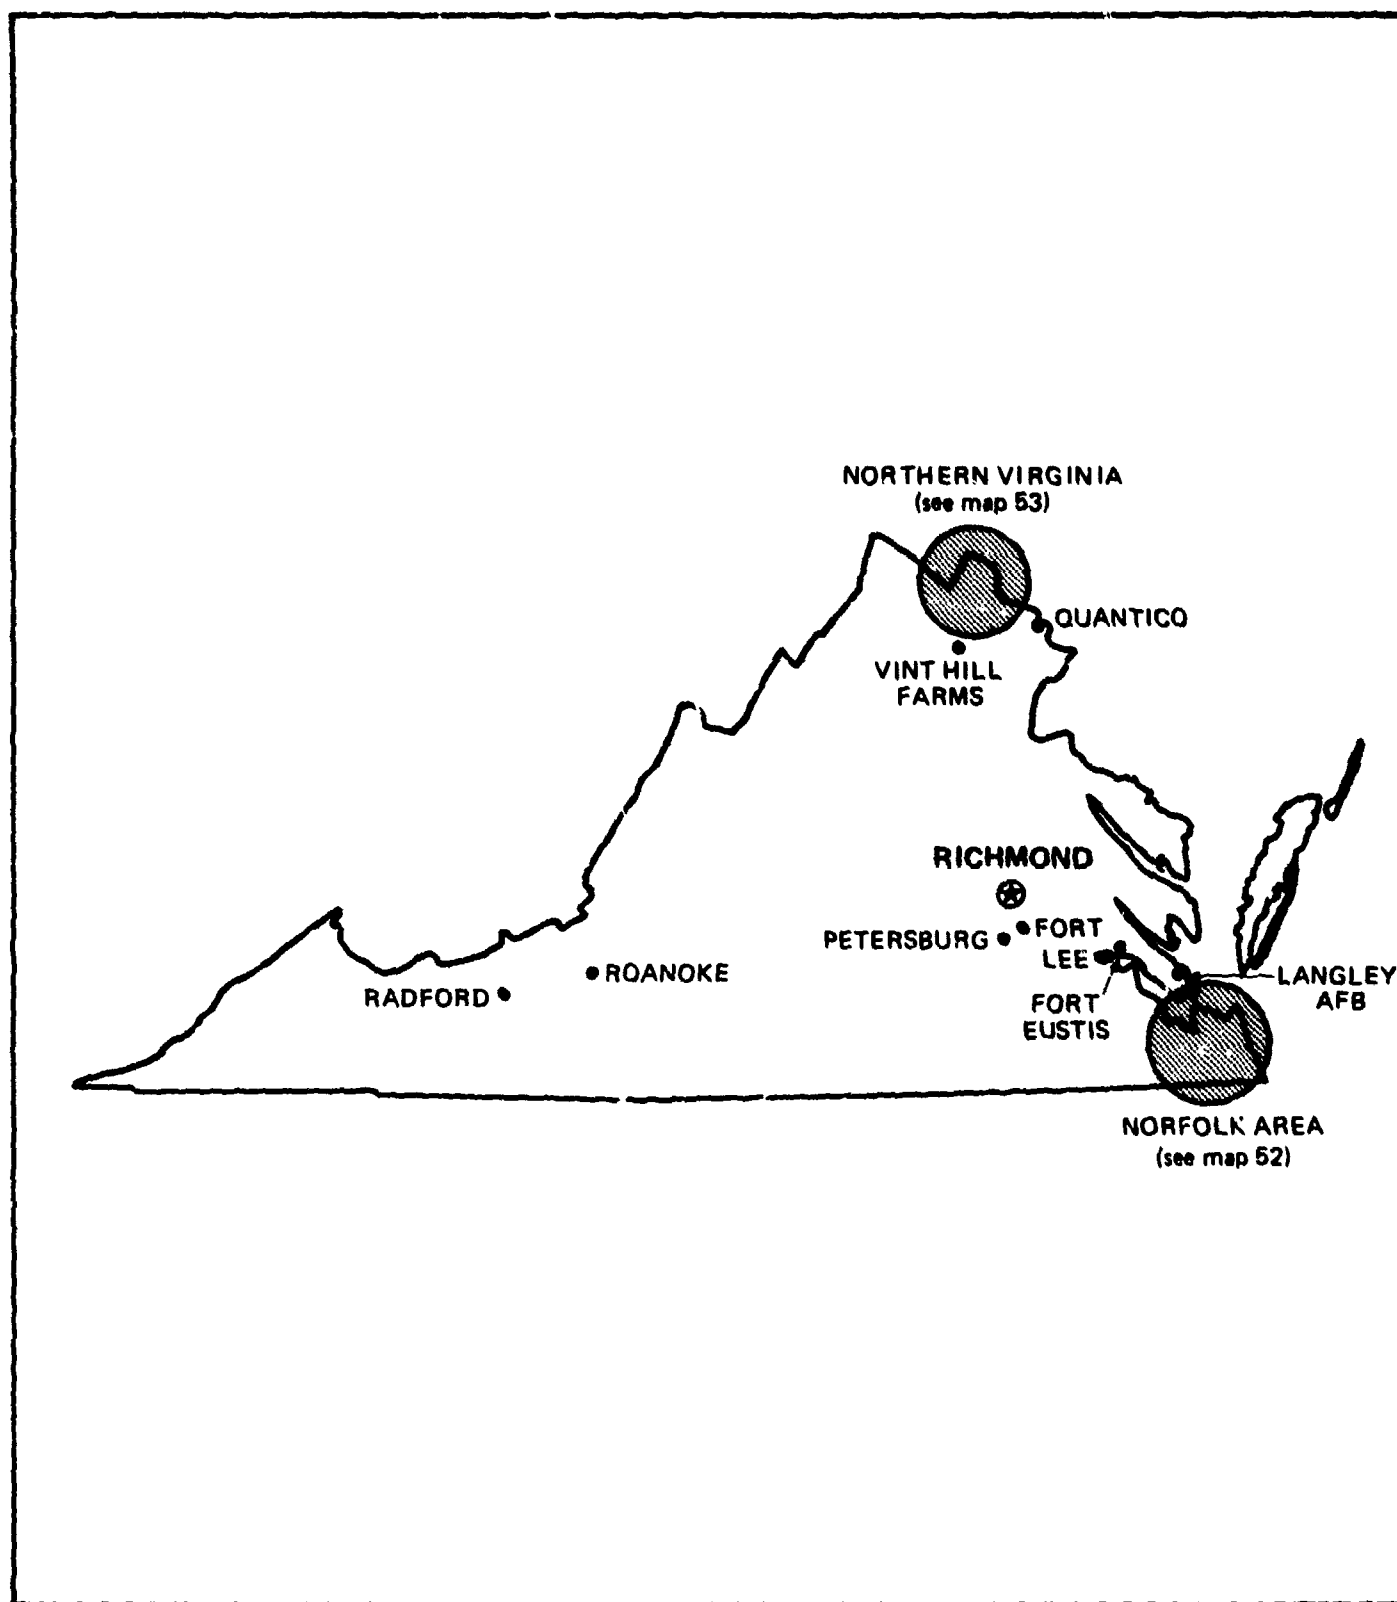 NORTHERN VIRGINIA
(see map 53)
QUANTICO
VINT HILL
FARMS
RICHMOND
PETERSBURG
FORT
LEE
ROANOKE
RADFORD
FORT
EUSTIS
LANGLEY
AFB
NORFOLK AREA
(see map 52)